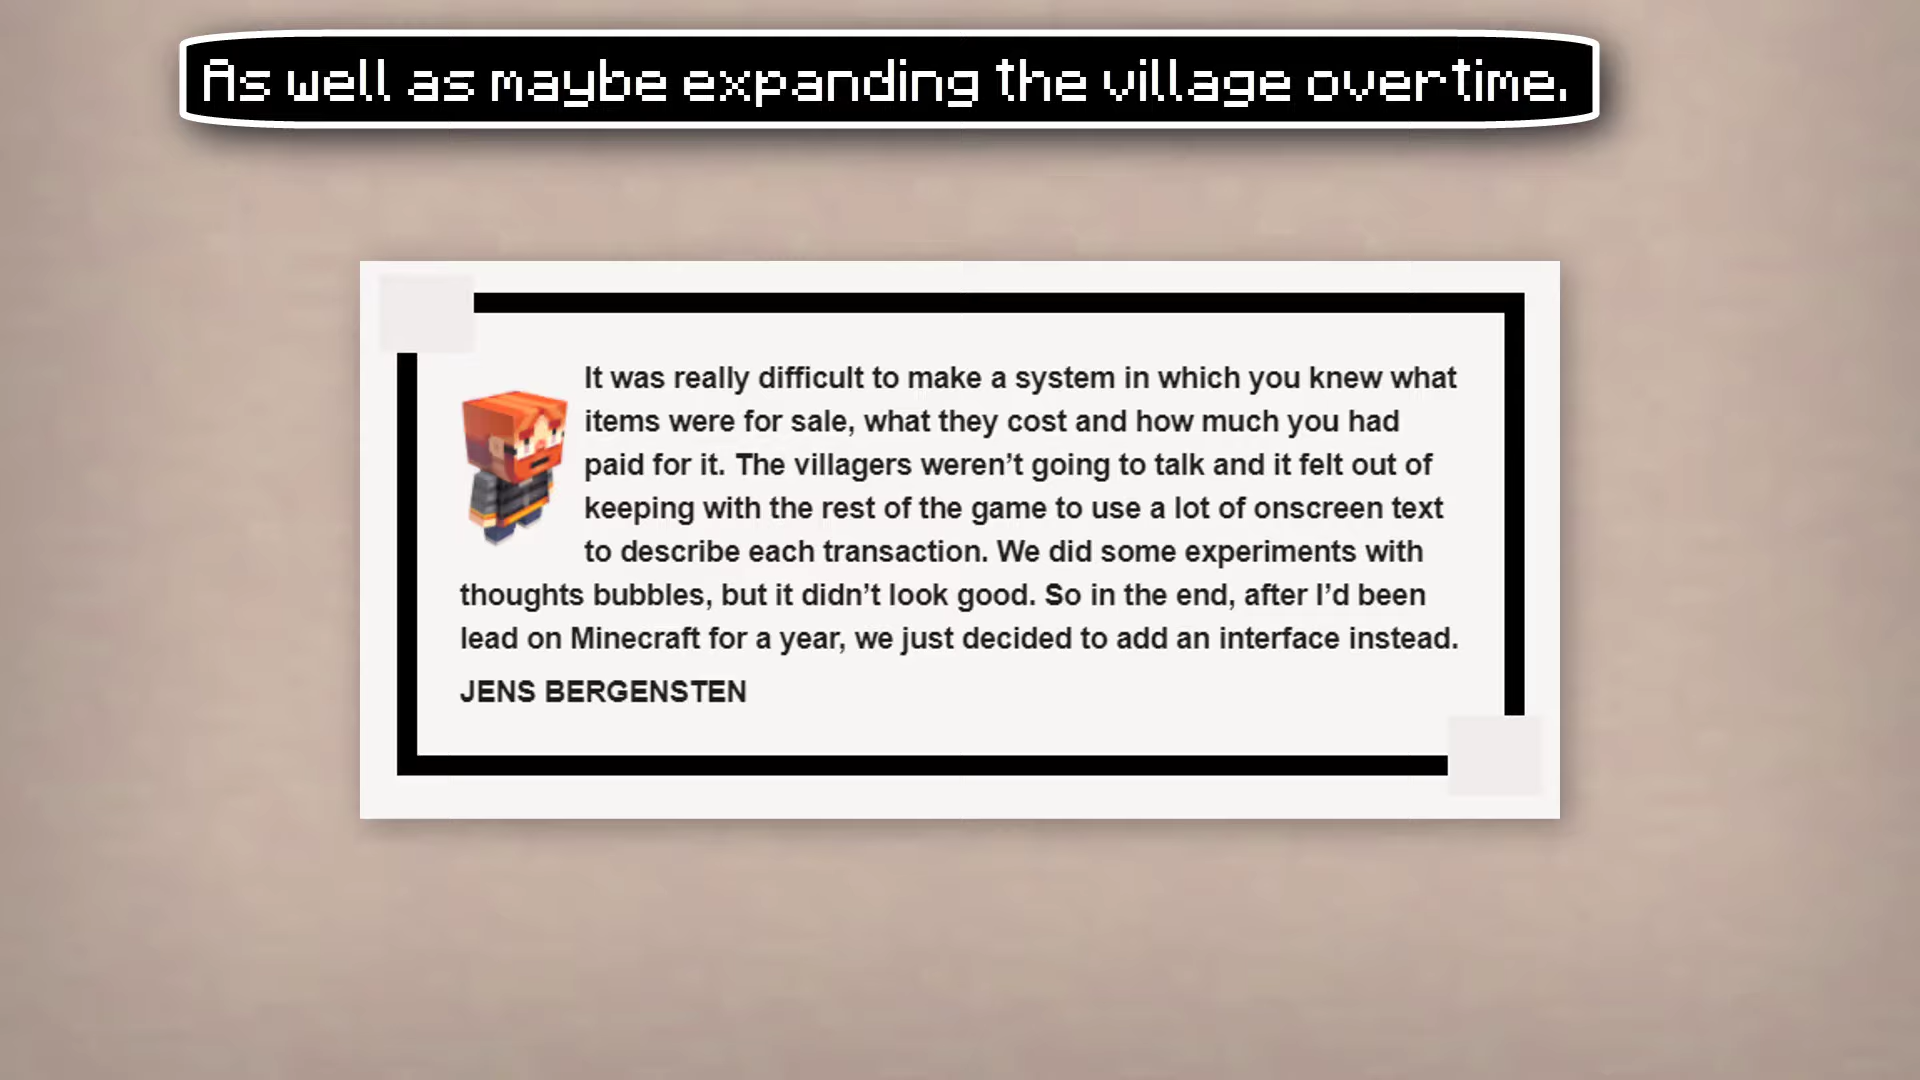 As well as maybe expanding the village overtime.
It was really difficult to make a system in which you knew what
items were for sale, what they cost and how much you had
paid for it. The villagers weren’t going to talk and it felt out of
keeping with the rest of the game to use a lot of onscreen text
to describe each transaction. We did some experiments with
thoughts bubbles, but it didn’t look good. So in the end, after I’d been
lead on Minecraft for a year, we just decided to add an interface instead.
JENS BERGENSTEN